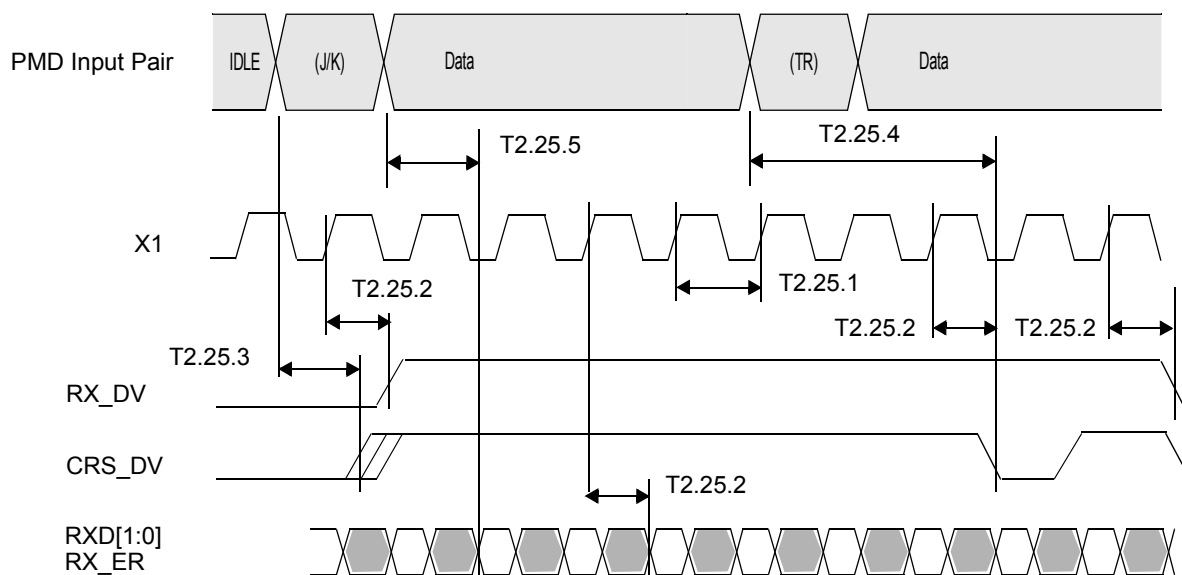 PMD Input Pair
IDLE
(J/K)
Data
(TR)
Data
T2.25.5
T2.25.4
X1
T2.25.2
T2.25.1
T2.25.2
T2.25.2
T2.25.3
RX_DV
CRS_DV
T2.25.2
RXD[1:0]
RX_ER